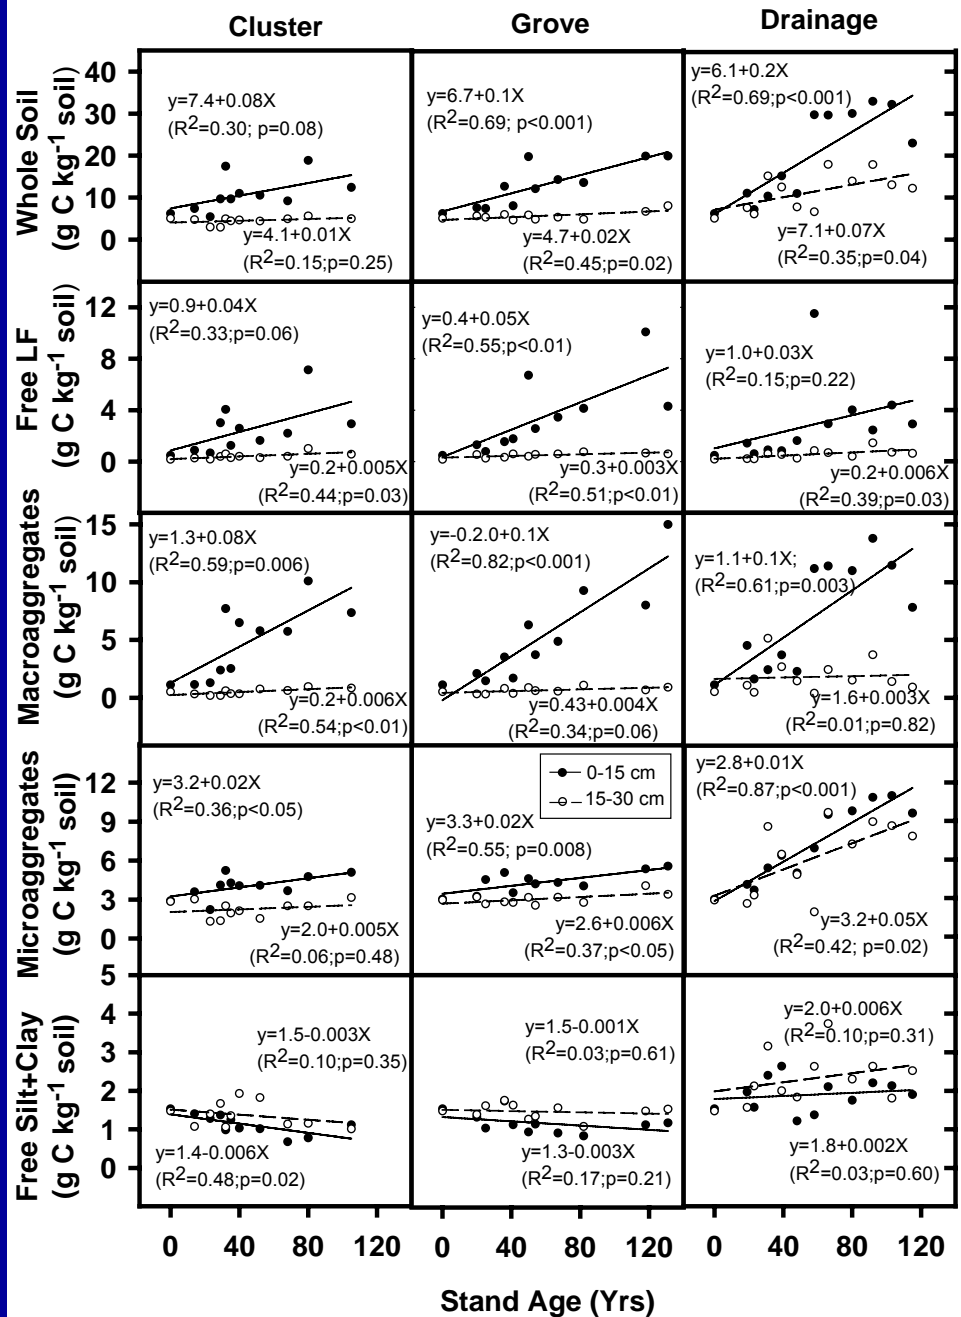 Cluster Grove Drainage
Whole Soil
(g C kg-1 soil)
40
30
20
10
0
y=7.4+0.08X
(R2=0.30; p=0.08)
4.1+0.01X
(R2=0.15;p=0.25)
y=6.7+0.1X
(R2=0.69; p<0.001)
4.7+0.02X
(R2=0.45;p=0.02)
y=6.1+0.2X
(R2=0.69;p<0.001)
7.1+0.07X
(R2=0.35;p=0.04)
Free LF
(g C kg-1 soil)
12
8
4
0
y=0.9+0.04X
(R2=0.33;p=0.06)
y=0.2+0.005X
(R2=0.44;p=0.03)
y=0.4+0.05X
(R2=0.55;p<0.01)
y=0.3+0.003X
(R2=0.51;p<0.01)
y=1.0+0.03X
(R2=0.15;p=0.22)
y=0.2+0.006X
(R2=0.39;p=0.03)
Macroaggregates
(g C kg-1 soil)
15
10
5
0
y=1.3+0.08X
(R2=0.59;p=0.006)
y=0.2+0.006X
(R2=0.54;p<0.01)
y=-0.2.0+0.1X
(R2=0.82;p<0.001)
y=0.43+0.004X
(R2=0.34;p=0.06)
y=1.1+0.1X;
(R2=0.61;p=0.003)
y=1.6+0.003X
(R2=0.01;p=0.82)
Microaggregates
(g C kg-1 soil)
12
9
6
3
0
y=3.2+0.02X
(R2=0.36;p<0.05)
y=2.0+0.005X
(R2=0.06;p=0.48)
0-15 cm
15-30 cm
y=3.3+0.02X
(R2=0.55; p=0.008)
y=2.6+0.006X
(R2=0.37;p<0.05)
y=2.8+0.01X
(R2=0.87;p<0.001)
y=3.2+0.05X
(R2=0.42; p=0.02)
Free Silt+Clay
(g C kg-1 soil)
5
4
3
2
1
0
y=1.5-0.003X
(R2=0.10;p=0.35)
y=1.4-0.006X
(R2=0.48;p=0.02)
y=1.5-0.001X
(R2=0.03;p=0.61)
y=1.3-0.003X
(R2=0.17;p=0.21)
y=2.0+0.006X
(R2=0.10;p=0.31)
y=1.8+0.002X
(R2=0.03;p=0.60)
0 40 80 120 0 40 80 120 0 40 80 120
Stand Age (Yrs)